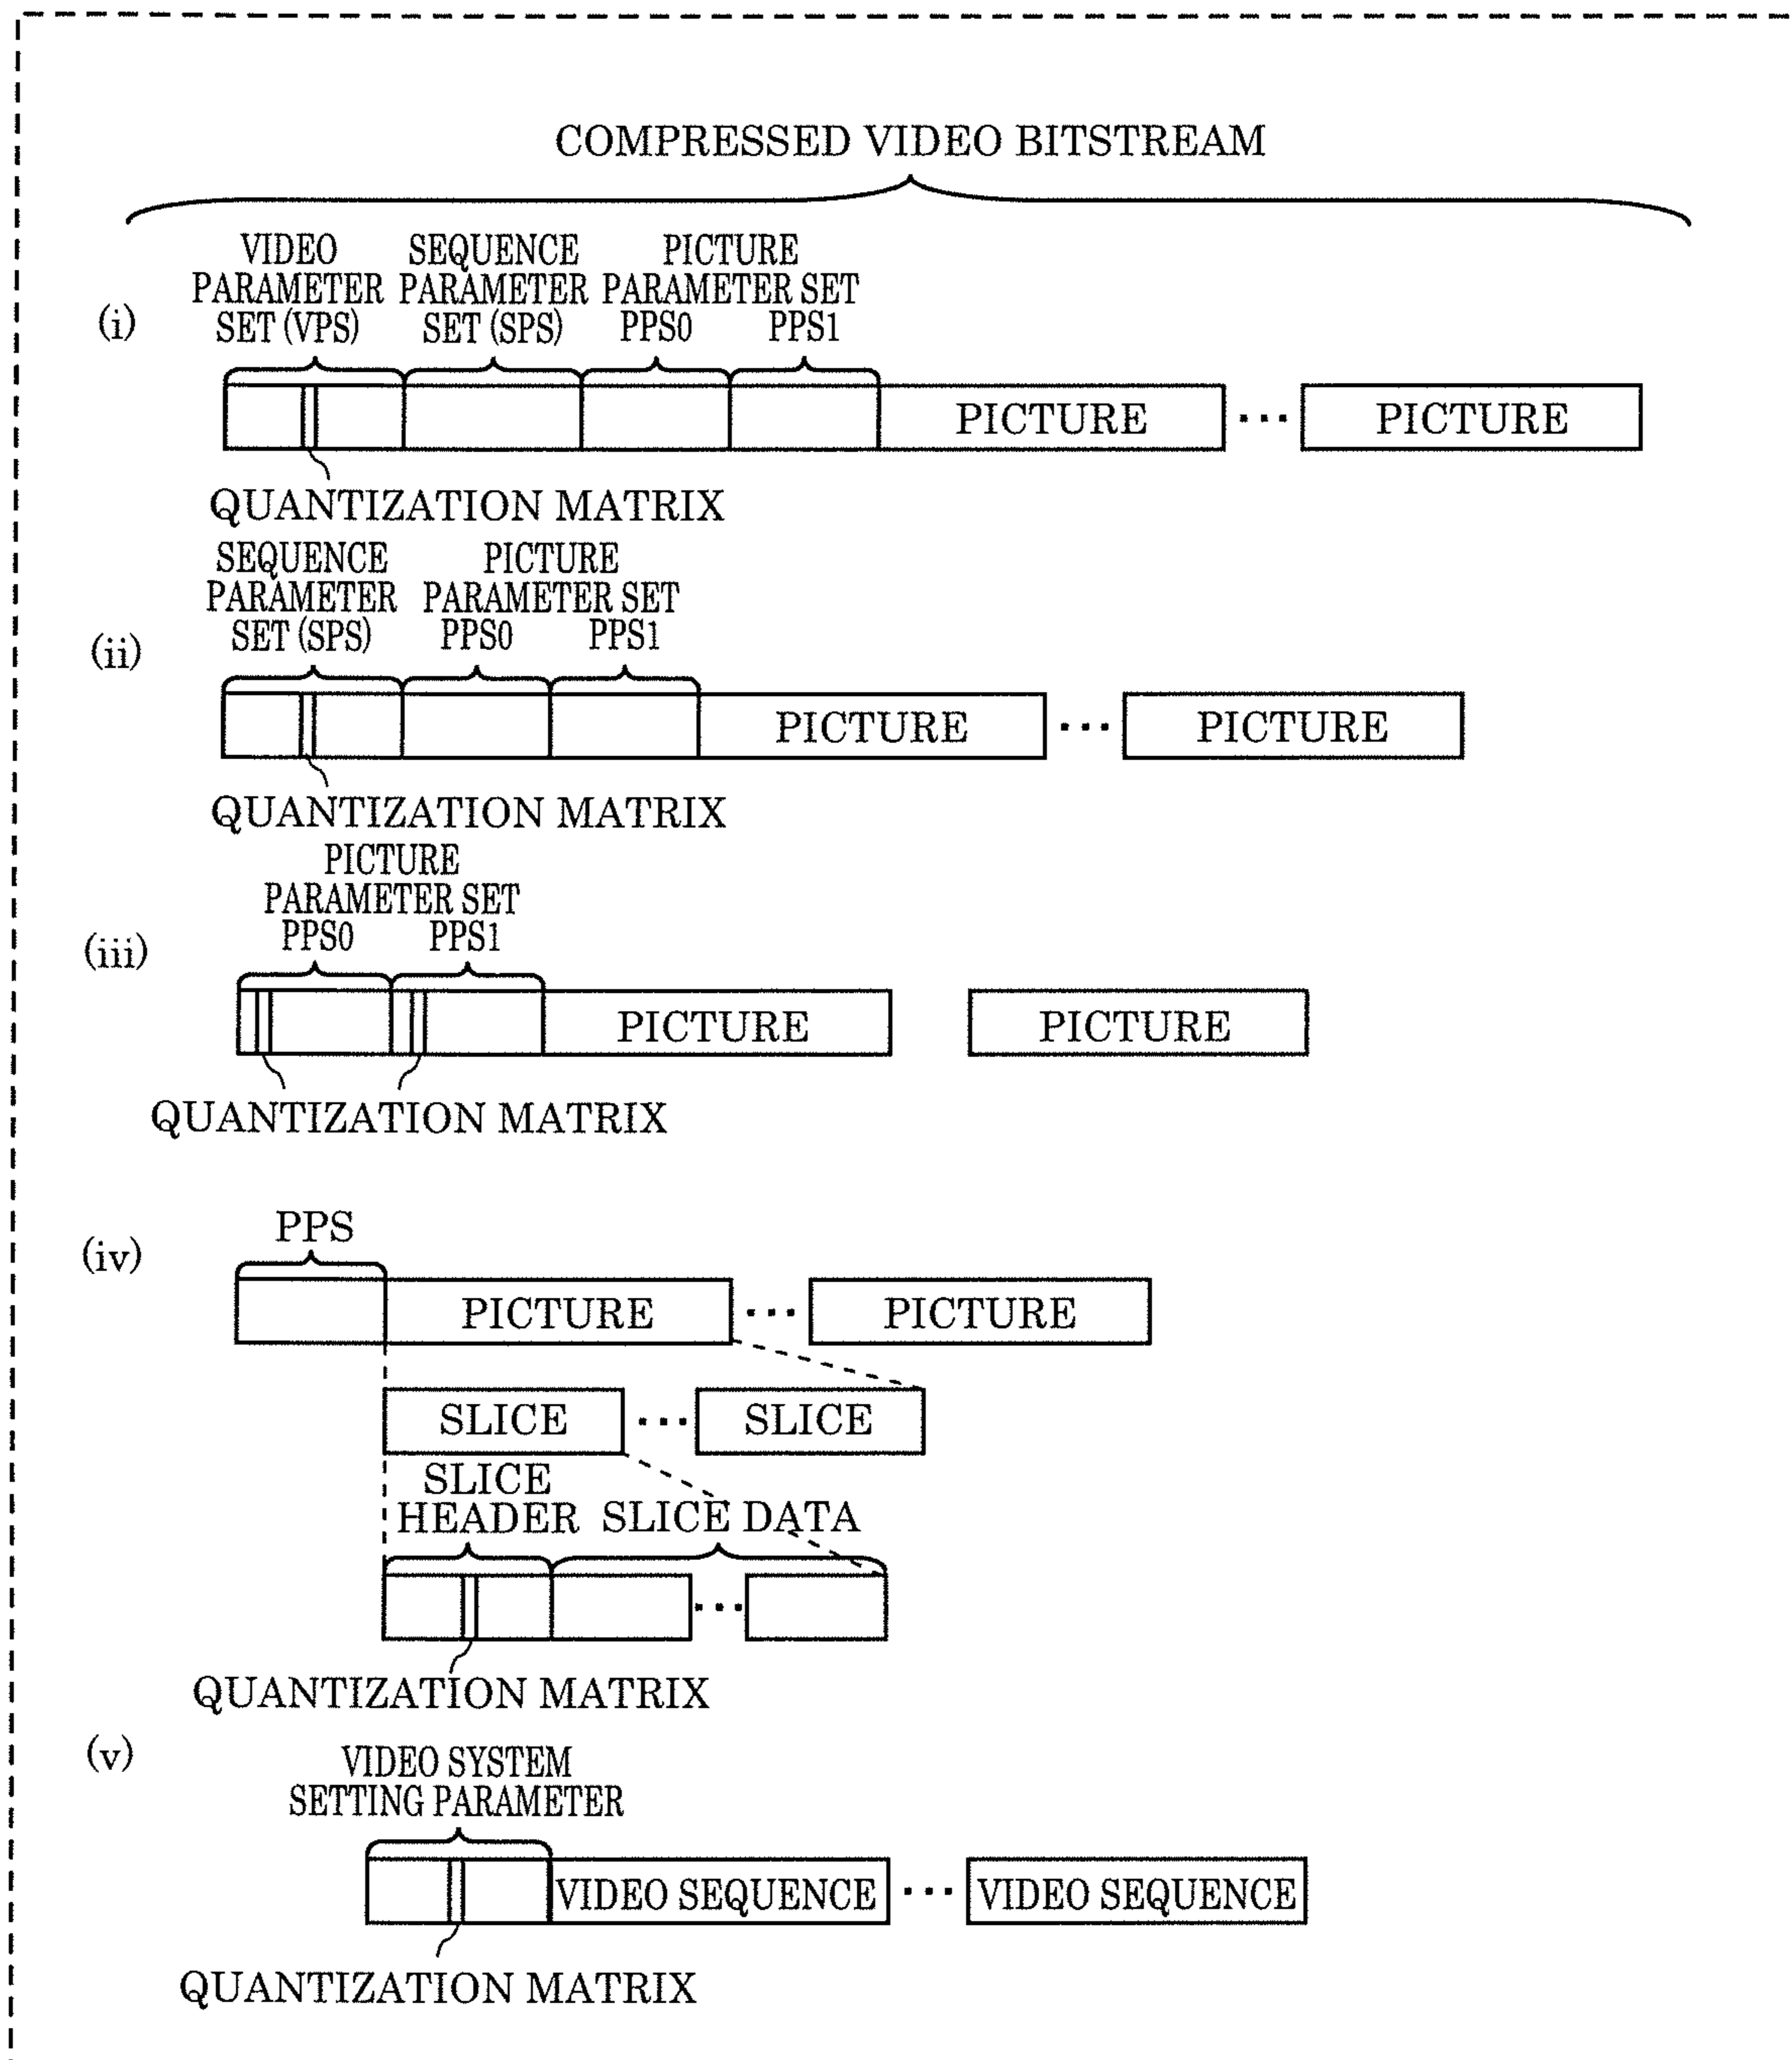 COMPRESSED VIDEO BITSTREAM
VIDEO PARAMETER SET (VPS)
SEQUENCE PARAMETER SET (SPS)
PICTURE PARAMETER SET
PPS0 PPS1
(i)
PICTURE ... PICTURE
QUANTIZATION MATRIX
SEQUENCE PARAMETER SET (SPS)
PICTURE PARAMETER SET
PPS0 PPS1
(ii)
PICTURE ... PICTURE
QUANTIZATION MATRIX
PICTURE
PARAMETER SET
(iii) PPS0 PPS1
PICTURE PICTURE
QUANTIZATION MATRIX
PPS
(iv)
PICTURE ... PICTURE
SLICE ... SLICE
SLICE
HEADER SLICE DATA
...
QUANTIZATION MATRIX
(v)
VIDEO SYSTEM
SETTING PARAMETER
VIDEO SEQUENCE ... VIDEO SEQUENCE
QUANTIZATION MATRIX